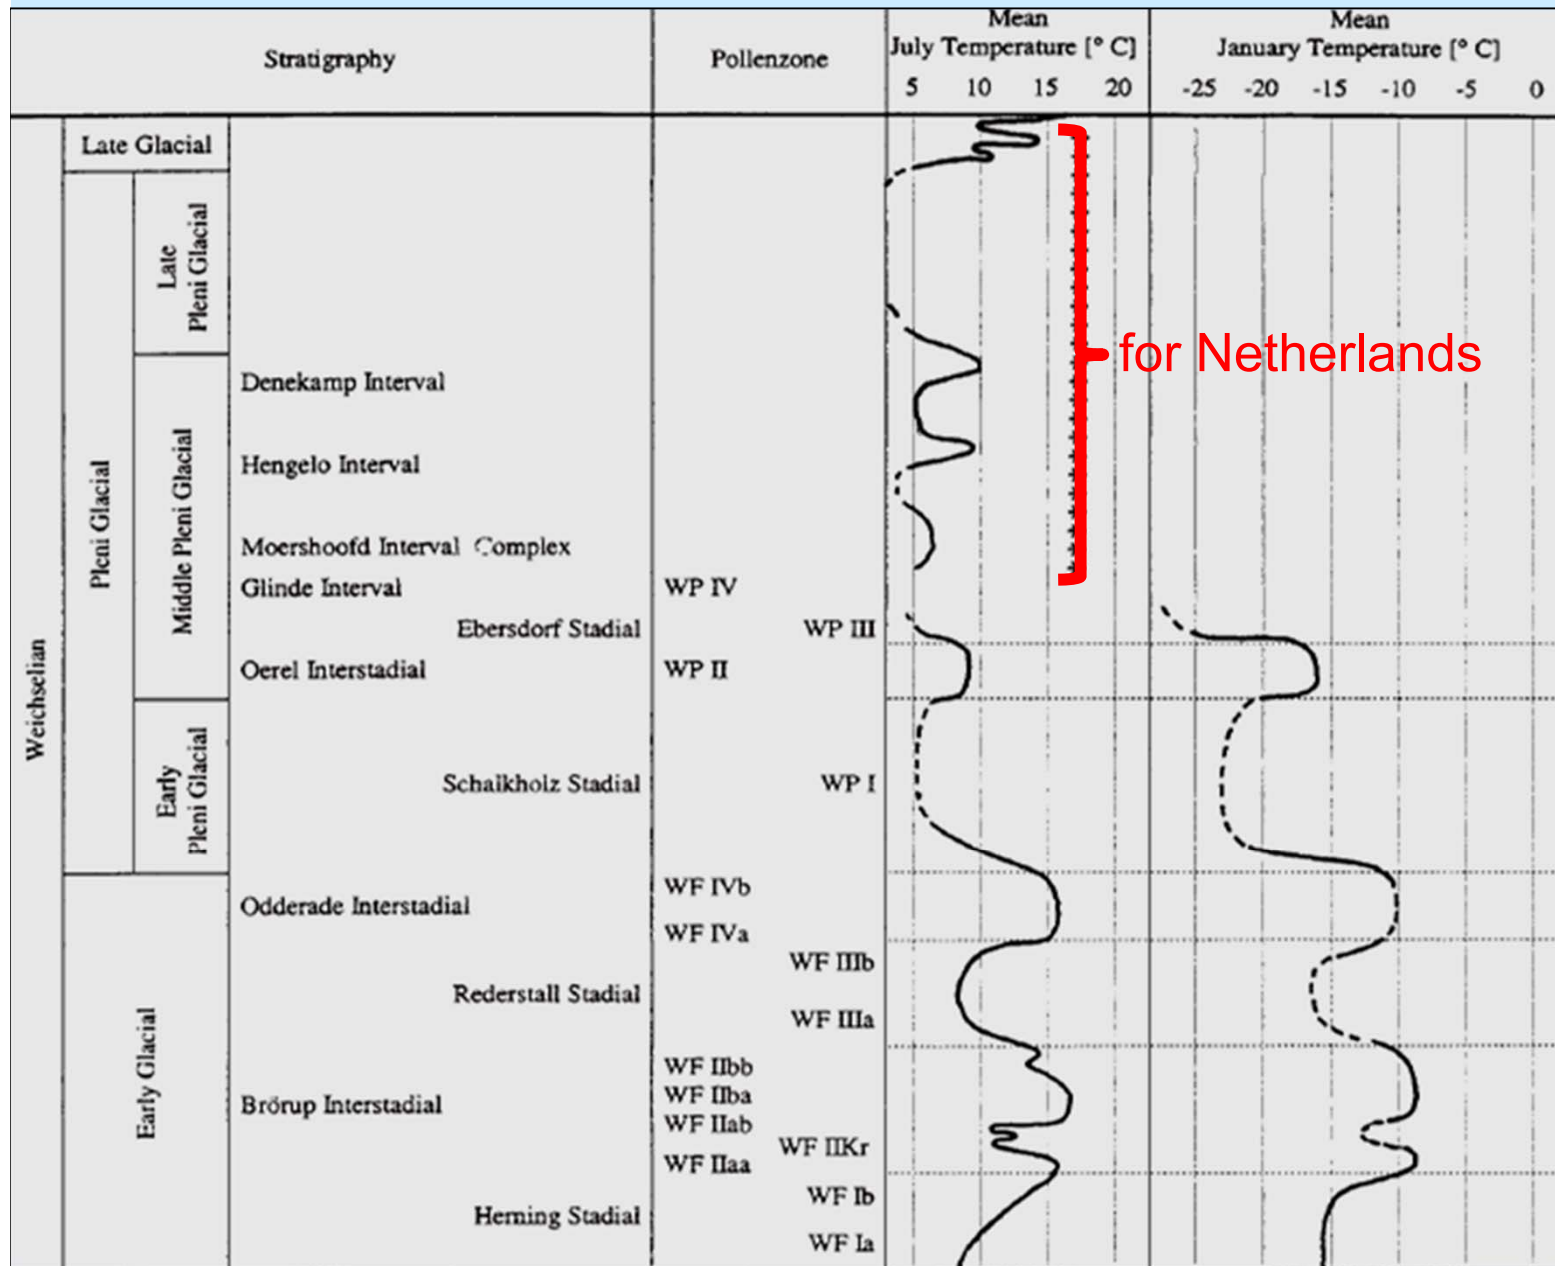 Stratigraphy
Pollenzone
Mean
July Temperature [° C]
5 10 15 20
Mean
January Temperature [° C]
-25 -20 -15 -10 -5 0
Weichselian
Late Glacial
Pleni Glacial
Late
Pleni Glacial
for Netherlands
Middle Pleni Glacial
Denekamp Interval
Hengelo Interval
Moershoofd Interval Complex
Glinde Interval WP IV
Ebersdorf Stadial WP III
Oerel Interstadial WP II
Early
Pleni Glacial
Schalkholz Stadial WP I
Early Glacial
WF IVb
Odderade Interstadial
WF IVa
WF IIIb
Rederstall Stadial
WF IIIa
WF IIbb
WF IIba
Brörup Interstadial
WF IIab
WF IIKr
WF IIaa
WF Ib
Herning Stadial
WF Ia